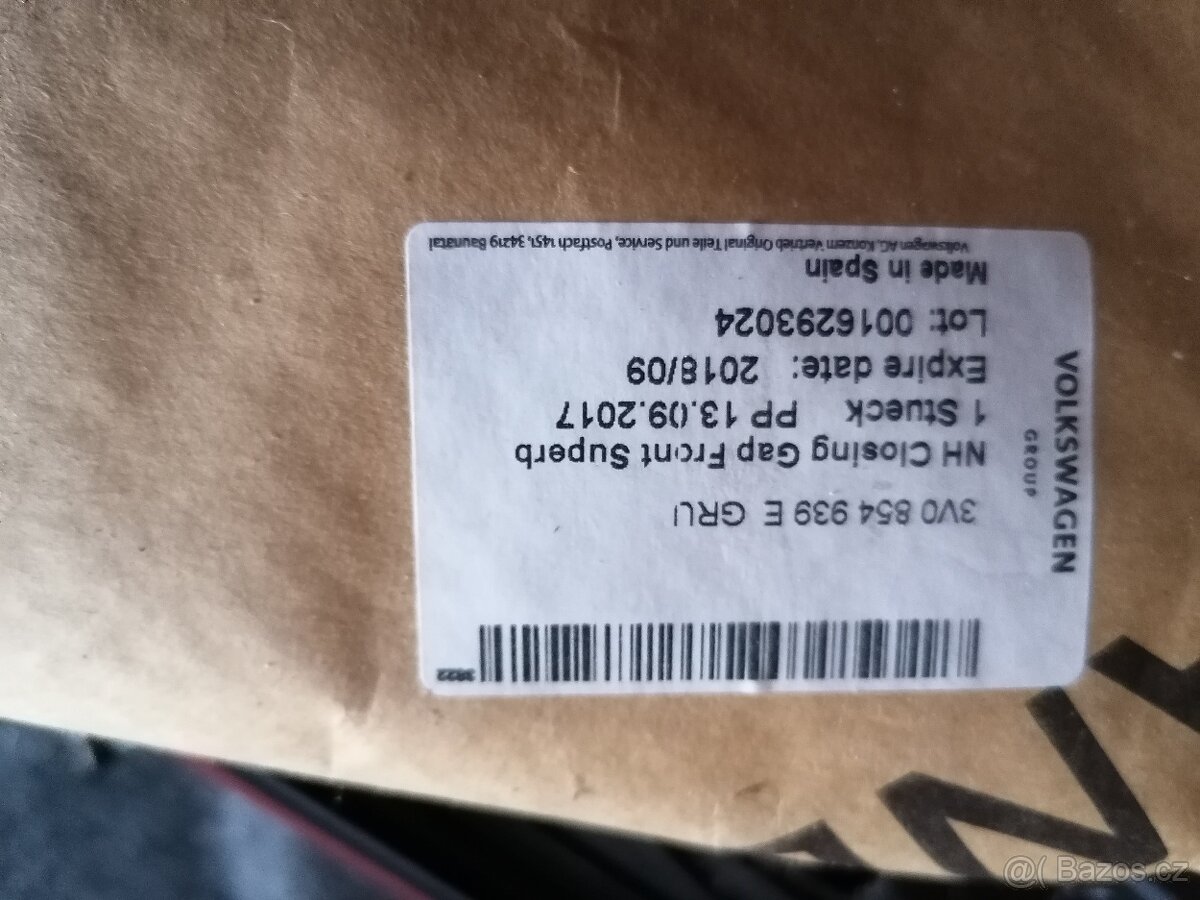 3V0 854 939 E GRU
NH Closing Gap Front Superb
1 Stueck PP 13.09.2017
Expire date: 2018/09
Lot: 0016293024
Made in Spain
Volkswagen AG, Konzern Vertrieb Original Teile und Service, Postfach 1451, 34219 Baunatal
VOLKSWAGEN
GROUP
Bazos.cz